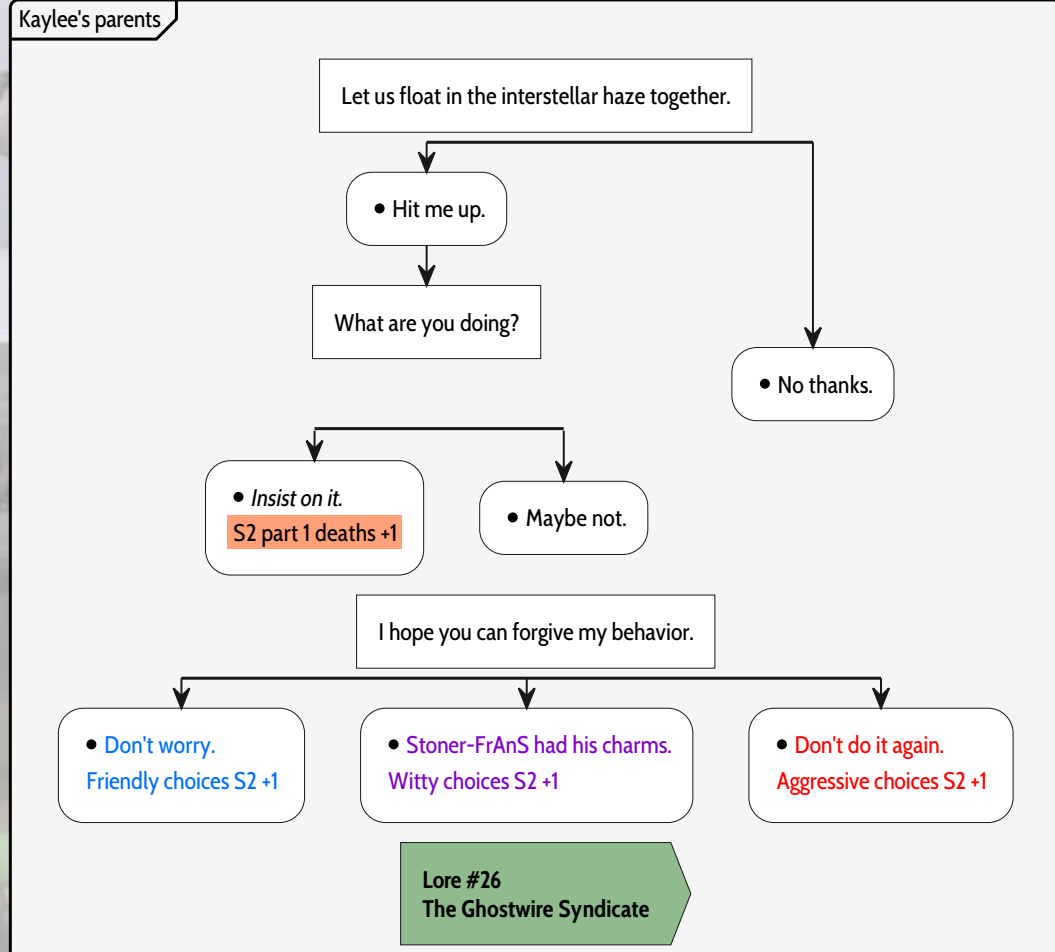 Kaylee's parents
Let us float in the interstellar haze together.
• Hit me up.
What are you doing?
• No thanks.
• Insist on it.
S2 part 1 deaths +1
• Maybe not.
I hope you can forgive my behavior.
• Don't worry.
Friendly choices S2 +1
• Stoner-FrAnS had his charms.
Witty choices S2 +1
• Don't do it again.
Aggressive choices S2 +1
Lore #26
The Ghostwire Syndicate